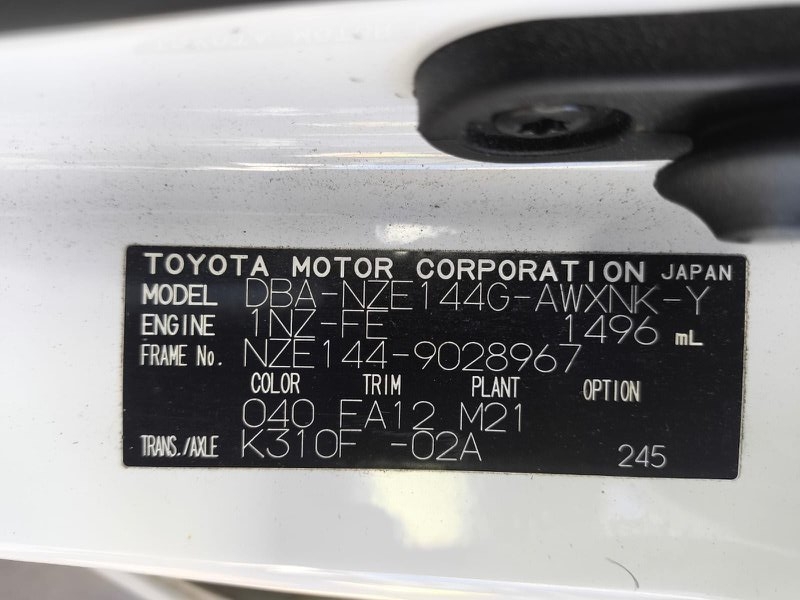 TOYOTA MOTOR CORPORATION JAPAN
MODEL DBA-NZE144G-AWXNK-Y
ENGINE 1NZ-FE 1496 mL
FRAME No. NZE144-9028967
COLOR TRIM PLANT OPTION
040 FA12 M21
TRANS./AXLE K310F -02A 245